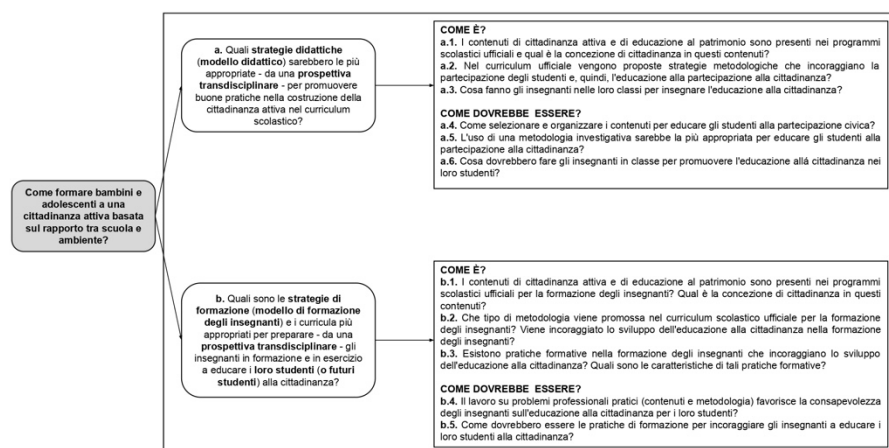 Come formare bambini e
adolescenti a una
cittadinanza attiva basata
sul rapporto tra scuola e
ambiente?
a. Quali strategie didattiche
(modello didattico) sarebbero le più
appropriate - da una prospettiva
transdisciplinare - per promuovere
buone pratiche nella costruzione della
cittadinanza attiva nel curriculum
scolastico?
COME È?
a.1. I contenuti di cittadinanza attiva e di educazione al patrimonio sono presenti nei programmi
scolastici ufficiali e qual è la concezione di cittadinanza in questi contenuti?
a.2. Nel curriculum ufficiale vengono proposte strategie metodologiche che incoraggiano la
partecipazione degli studenti e, quindi, l'educazione alla partecipazione alla cittadinanza?
a.3. Cosa fanno gli insegnanti nelle loro classi per insegnare l'educazione alla cittadinanza?
COME DOVREBBE ESSERE?
a.4. Come selezionare e organizzare i contenuti per educare gli studenti alla partecipazione civica?
a.5. L'uso di una metodologia investigativa sarebbe la più appropriata per educare gli studenti alla
partecipazione alla cittadinanza?
a.6. Cosa dovrebbero fare gli insegnanti in classe per promuovere l'educazione allá cittadinanza nei
loro studenti?
b. Quali sono le strategie di
formazione (modello di formazione
degli insegnanti) e i curricula più
appropriati per preparare - da una
prospettiva transdisciplinare - gli
insegnanti in formazione e in esercizio
a educare i loro studenti (o futuri
studenti) alla cittadinanza?
COME È?
b.1. I contenuti di cittadinanza attiva e di educazione al patrimonio sono presenti nei programmi
scolastici ufficiali per la formazione degli insegnanti? Qual è la concezione di cittadinanza in questi
contenuti?
b.2. Che tipo di metodologia viene promossa nel curriculum scolastico ufficiale per la formazione
degli insegnanti? Viene incoraggiato lo sviluppo dell'educazione alla cittadinanza nella formazione
degli insegnanti?
b.3. Esistono pratiche formative nella formazione degli insegnanti che incoraggiano lo sviluppo
dell'educazione alla cittadinanza? Quali sono le caratteristiche di tali pratiche formative?
COME DOVREBBE ESSERE?
b.4. Il lavoro su problemi professionali pratici (contenuti e metodologia) favorisce la consapevolezza
degli insegnanti sull'educazione alla cittadinanza per i loro studenti?
b.5. Come dovrebbero essere le pratiche di formazione per incoraggiare gli insegnanti a educare i
loro studenti alla cittadinanza?